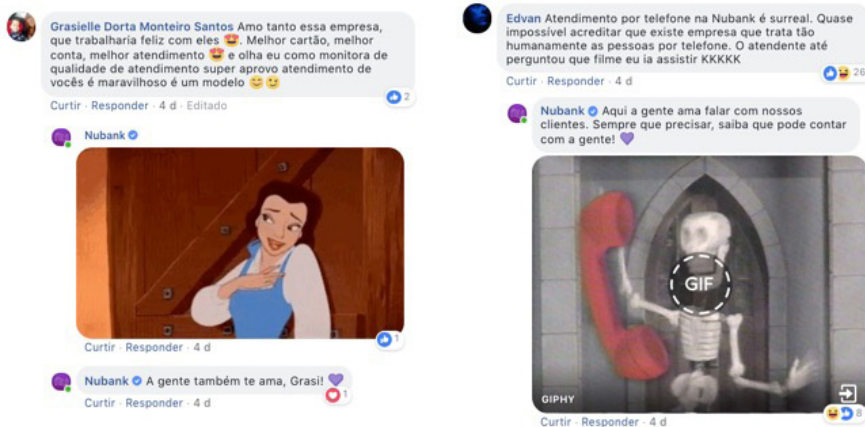 Grasielle Dorta Monteiro Santos Amo tanto essa empresa,
que trabalharia feliz com eles 😍. Melhor cartão, melhor
conta, melhor atendimento 😍 e olha eu como monitora de
qualidade de atendimento super aprovo atendimento de
vocês é maravilhoso é um modelo 😊😉
2
Curtir · Responder · 4 d · Editado
Nubank
1
Curtir · Responder · 4 d
Nubank A gente também te ama, Grasi! 💜
1
Curtir · Responder · 4 d
Edvan Atendimento por telefone na Nubank é surreal. Quase
impossível acreditar que existe empresa que trata tão
humanamente as pessoas por telefone. O atendente até
perguntou que filme eu ia assistir KKKKK
26
Curtir · Responder · 4 d
Nubank Aqui a gente ama falar com nossos
clientes. Sempre que precisar, saiba que pode contar
com a gente! 💜
GIF
GIPHY
8
Curtir · Responder · 4 d